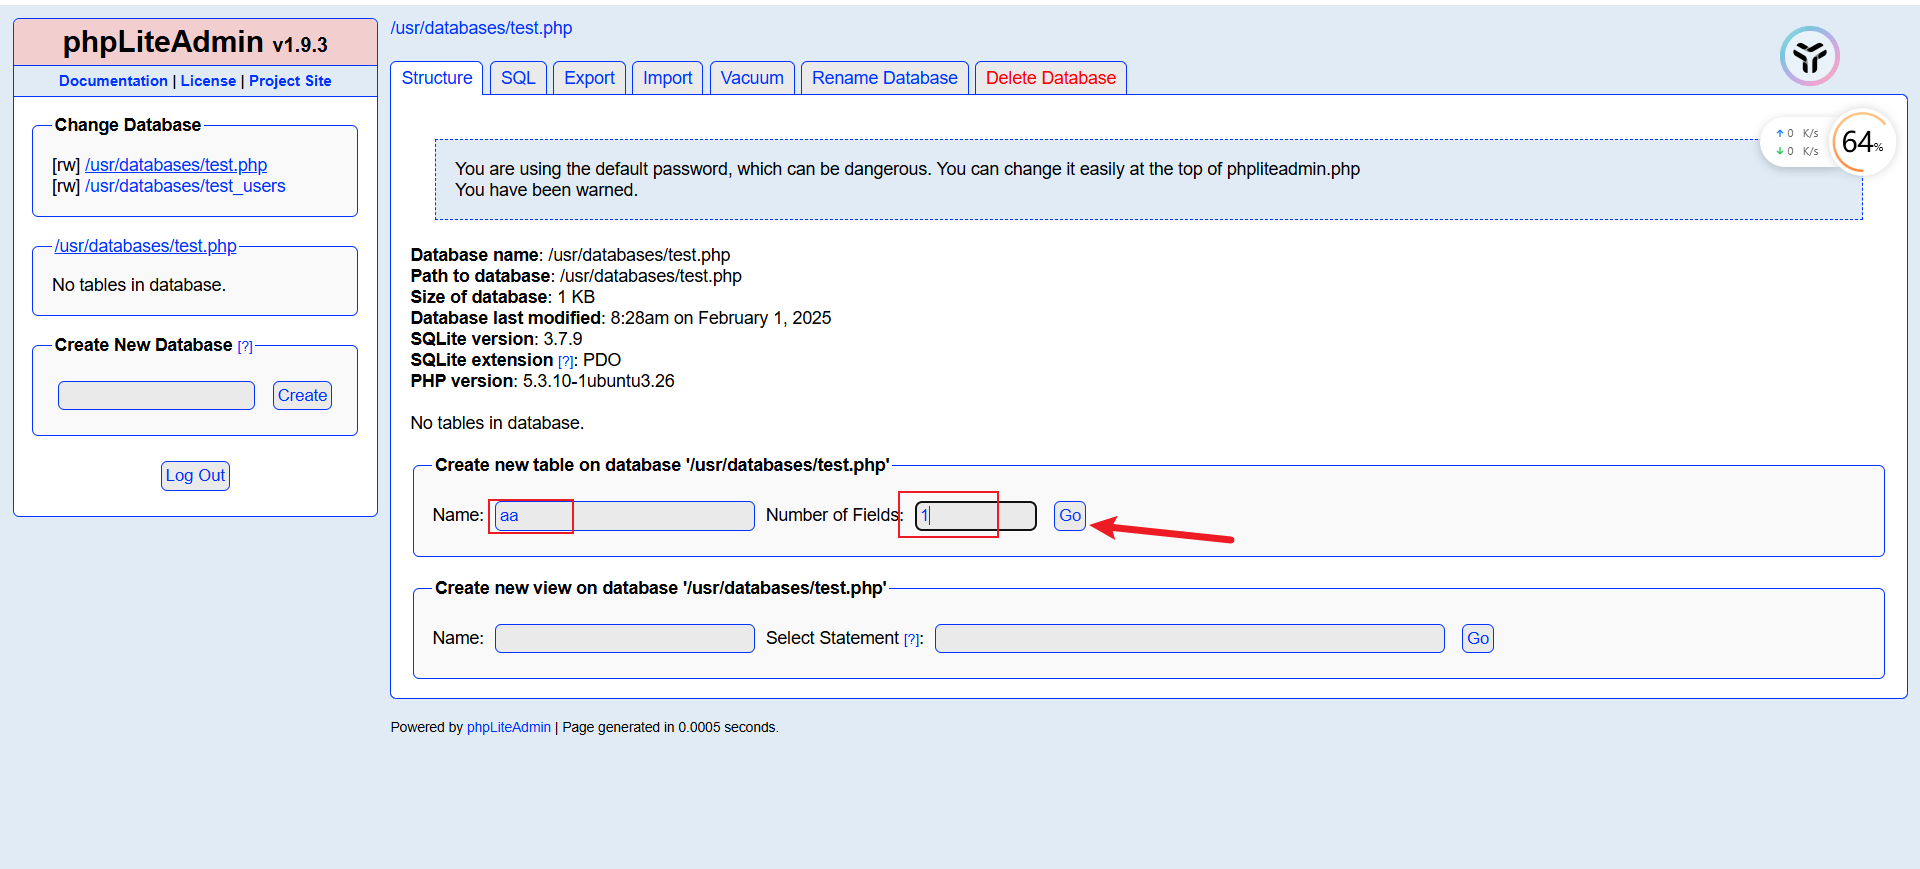 phpLiteAdmin v1.9.3
Documentation | License | Project Site
Change Database
[rw] /usr/databases/test.php
[rw] /usr/databases/test_users
/usr/databases/test.php
No tables in database.
Create New Database [?]
Create
Log Out
/usr/databases/test.php
Structure SQL Export Import Vacuum Rename Database Delete Database
↑ 0 K/s
↓ 0 K/s
64%
You are using the default password, which can be dangerous. You can change it easily at the top of phpliteadmin.php
You have been warned.
Database name: /usr/databases/test.php
Path to database: /usr/databases/test.php
Size of database: 1 KB
Database last modified: 8:28am on February 1, 2025
SQLite version: 3.7.9
SQLite extension [?]: PDO
PHP version: 5.3.10-1ubuntu3.26
No tables in database.
Create new table on database '/usr/databases/test.php'
Name: aa Number of Fields: 1 Go
Create new view on database '/usr/databases/test.php'
Name: Select Statement [?]: Go
Powered by phpLiteAdmin | Page generated in 0.0005 seconds.